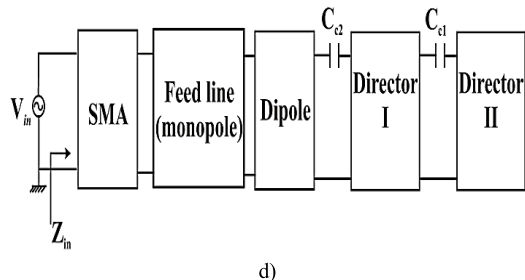 C_c2
C_c1
V_in
SMA
Feed line
(monopole)
Dipole
Director
I
Director
II
Z_in
d)